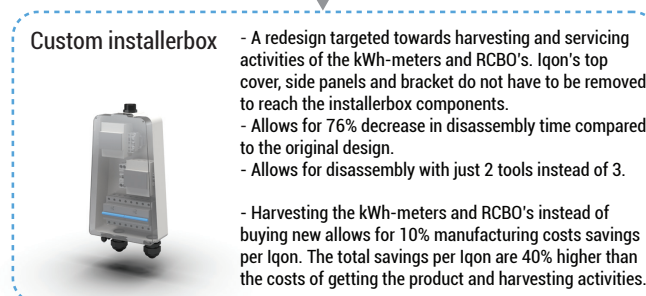 Custom installerbox
- A redesign targeted towards harvesting and servicing
activities of the kWh-meters and RCBO's. Iqon's top
cover, side panels and bracket do not have to be removed
to reach the installerbox components.
- Allows for 76% decrease in disassembly time compared
to the original design.
- Allows for disassembly with just 2 tools instead of 3.
- Harvesting the kWh-meters and RCBO's instead of
buying new allows for 10% manufacturing costs savings
per Iqon. The total savings per Iqon are 40% higher than
the costs of getting the product and harvesting activities.